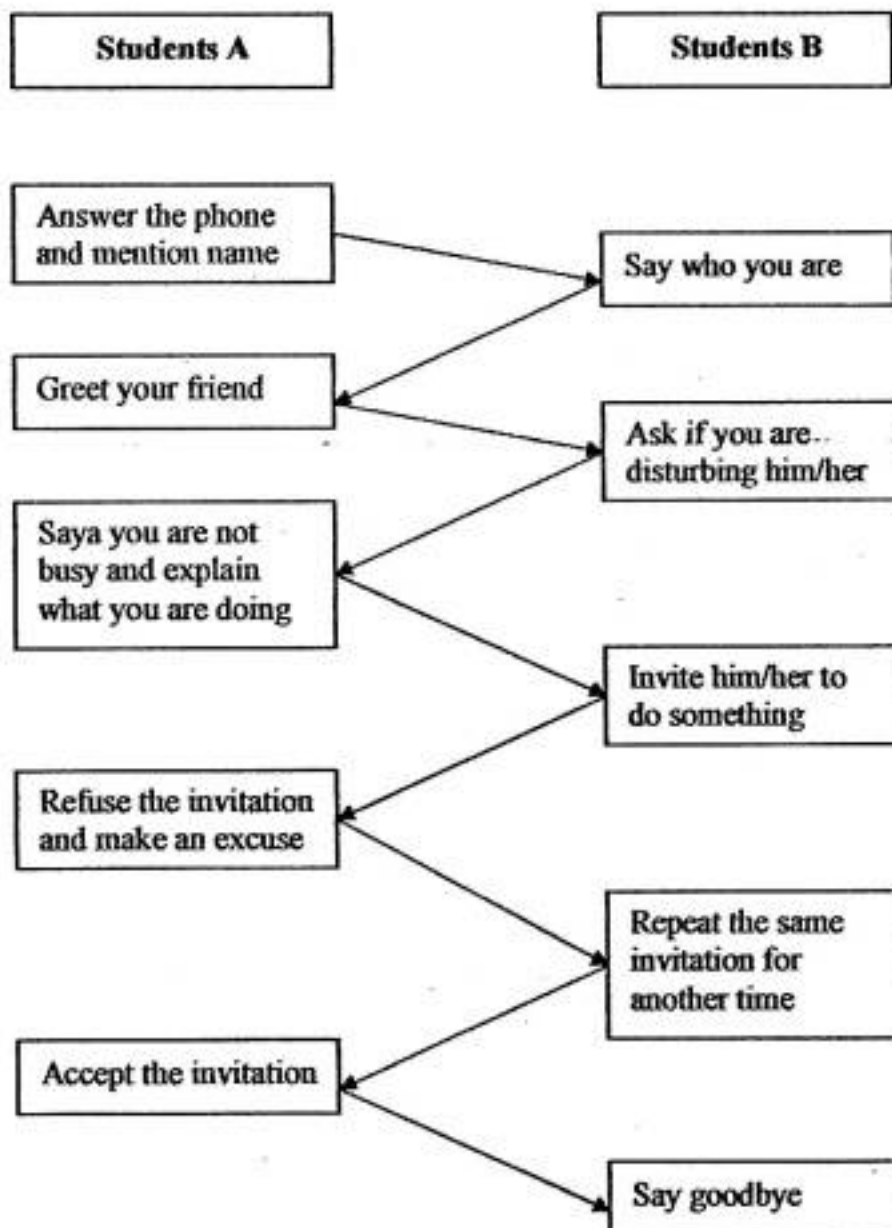 Students A
Students B
Answer the phone
and mention name
Say who you are
Greet your friend
Ask if you are..
disturbing him/her
Saya you are not
busy and explain
what you are doing
Invite him/her to
do something
Refuse the invitation
and make an excuse
Repeat the same
invitation for
another time
Accept the invitation
Say goodbye